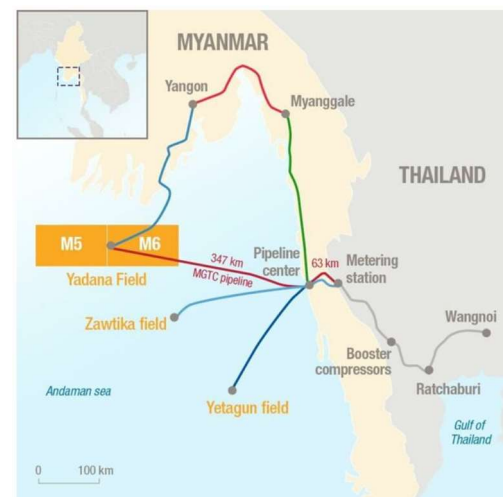 MYANMAR
Yangon
Myanggale
THAILAND
M5
M6
Yadana Field
347 km
MGTC pipeline
Pipeline
center
63 km
Metering
station
Zawtika field
Wangnoi
Booster
compressors
Ratchaburi
Yetagun field
Andaman sea
Gulf of
Thailand
0
100 km